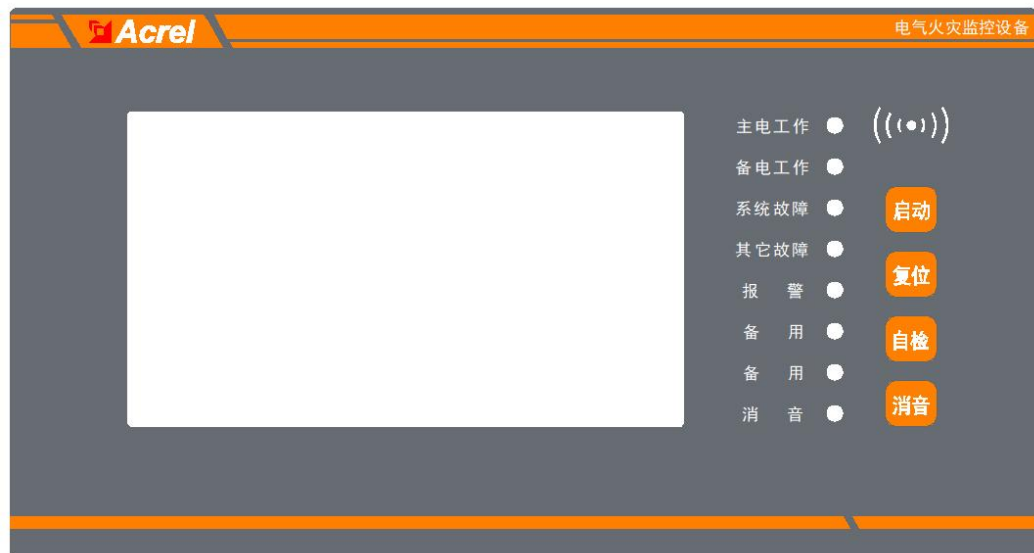 Acrel
电气火灾监控设备
主电工作
备电工作
系统故障
其它故障
报 警
备 用
备 用
消 音
启动
复位
自检
消音